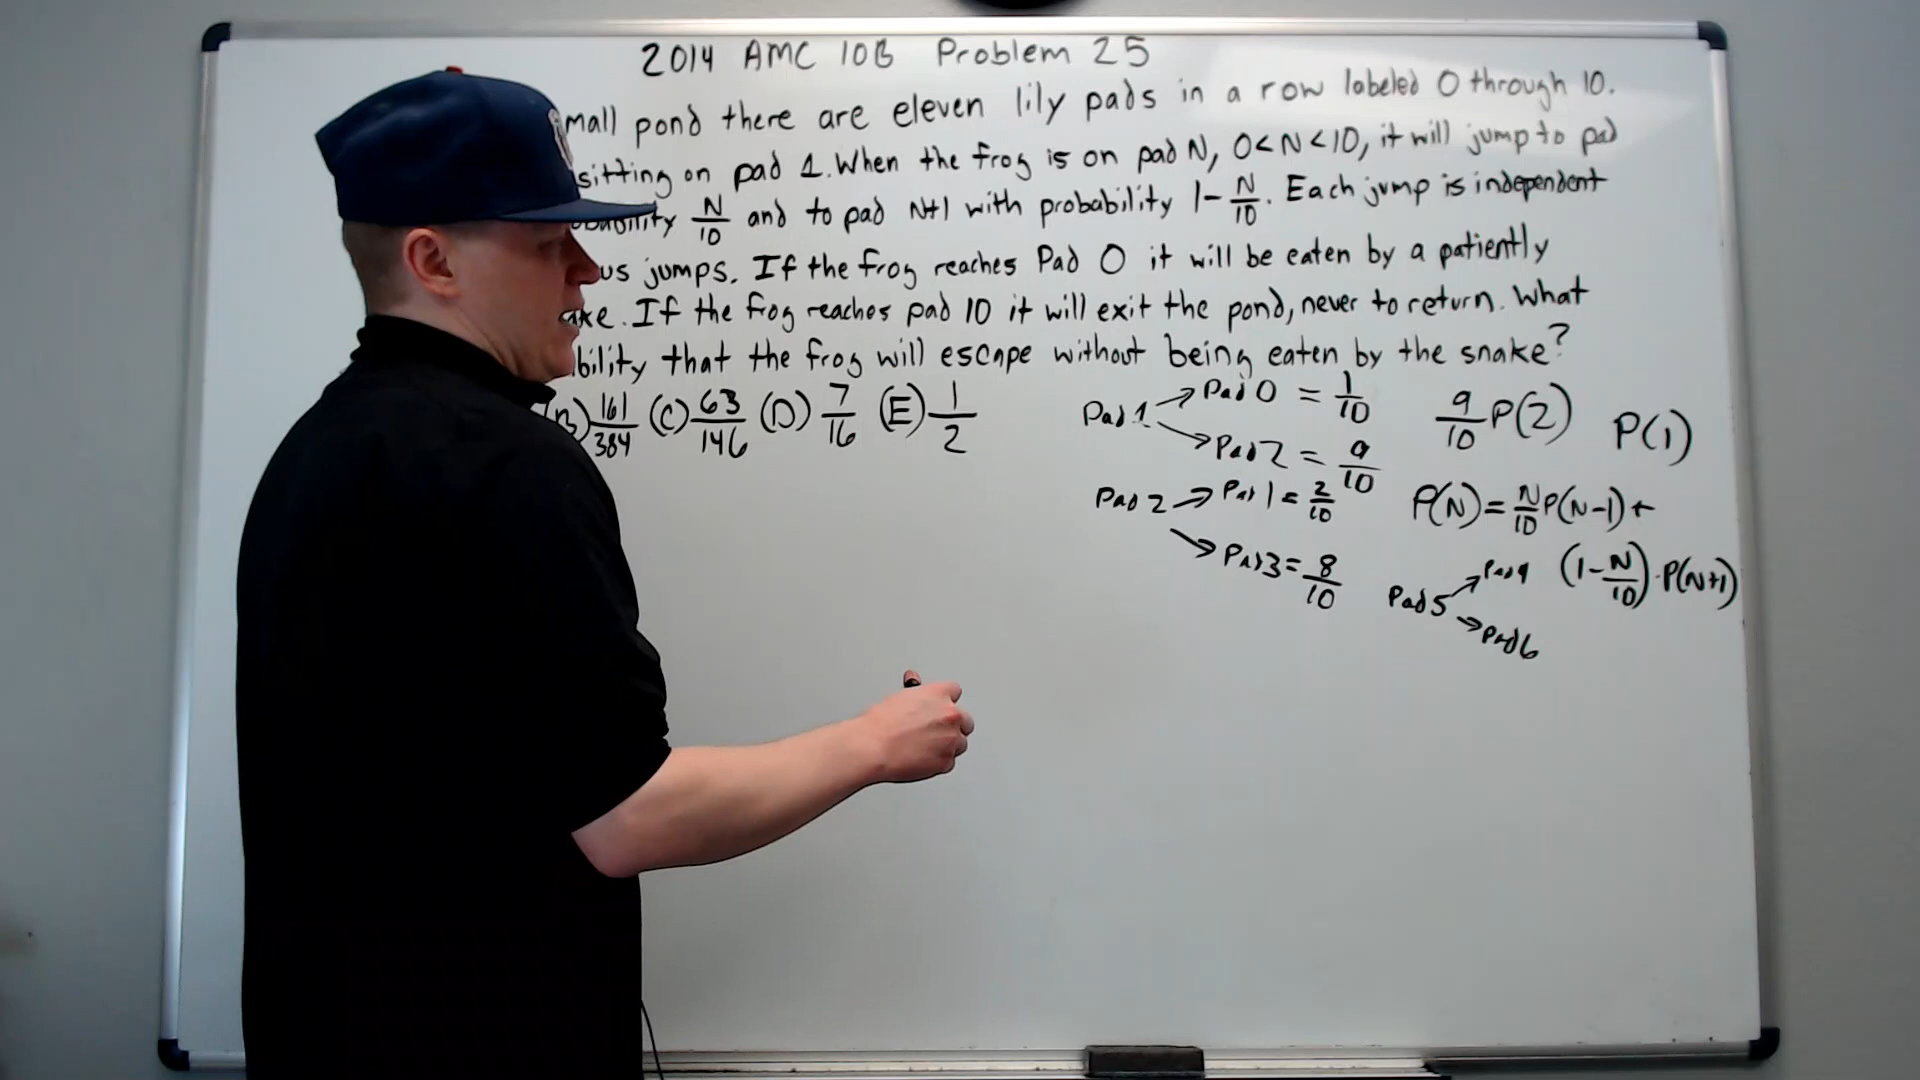 2014 AMC 10B Problem 25
mall pond there are eleven lily pads in a row labeled 0 through 10.
sitting on pad 1. When the frog is on pad N, 0<N<10, it will jump to pad
obability N/10 and to pad N+1 with probability 1-N/10. Each jump is independent
us jumps. If the frog reaches Pad 0 it will be eaten by a patiently
ake. If the frog reaches pad 10 it will exit the pond, never to return. What
bility that the frog will escape without being eaten by the snake?
(B) 161/384 (C) 63/146 (D) 7/16 (E) 1/2
Pad 1 → Pad 0 = 1/10
→ Pad 2 = 9/10
9/10 P(2) P(1)
Pad 2 → Pad 1 = 2/10
→ Pad 3 = 8/10
P(N) = N/10 P(N-1) +
(1-N/10) · P(N+1)
Pad 5 → Pad 4
→ Pad 6